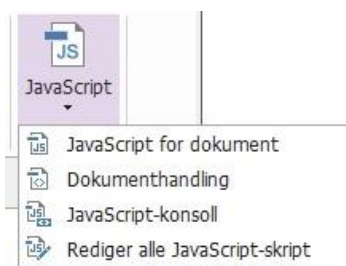 JS
JavaScript
JavaScript for dokument
Dokumenthandling
JavaScript-konsoll
Rediger alle JavaScript-skript